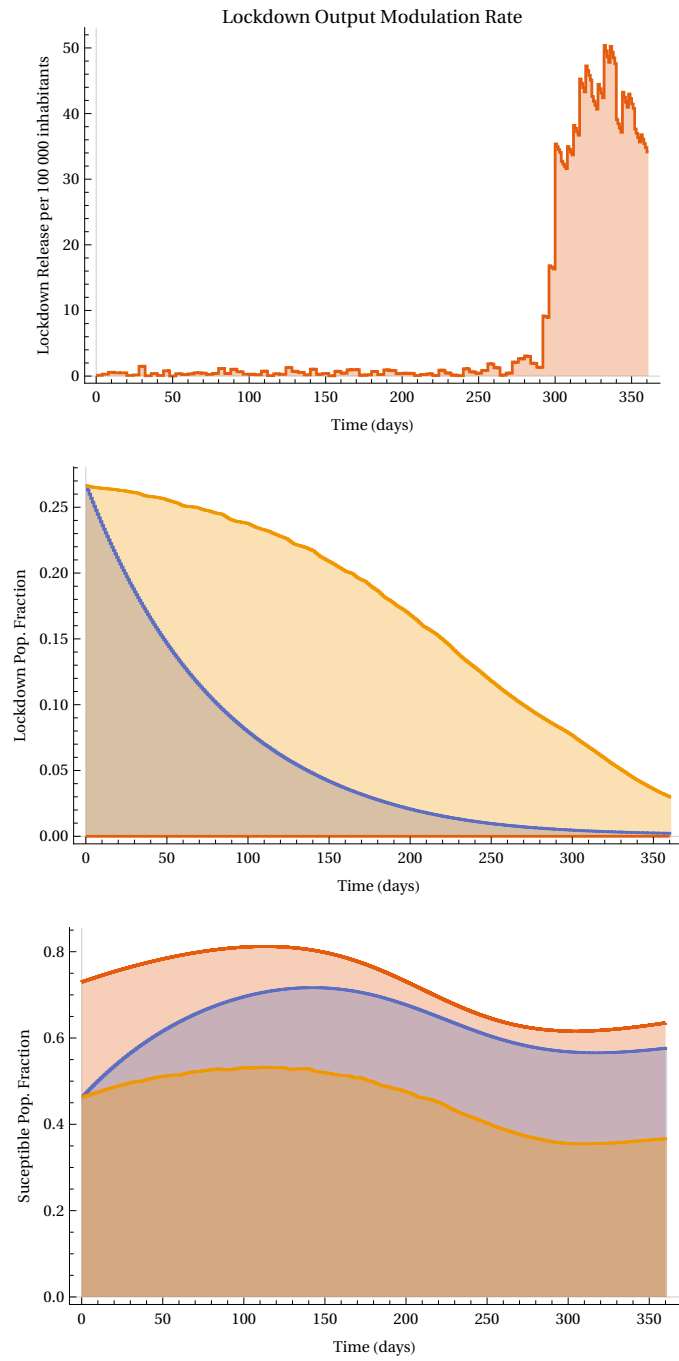 Lockdown Output Modulation Rate
Lockdown Release per 100 000 inhabitants
50
40
30
20
10
0
0 50 100 150 200 250 300 350
Time (days)
Lockdown Pop. Fraction
0.25
0.20
0.15
0.10
0.05
0.00
0 50 100 150 200 250 300 350
Time (days)
Suceptible Pop. Fraction
0.8
0.6
0.4
0.2
0.0
0 50 100 150 200 250 300 350
Time (days)